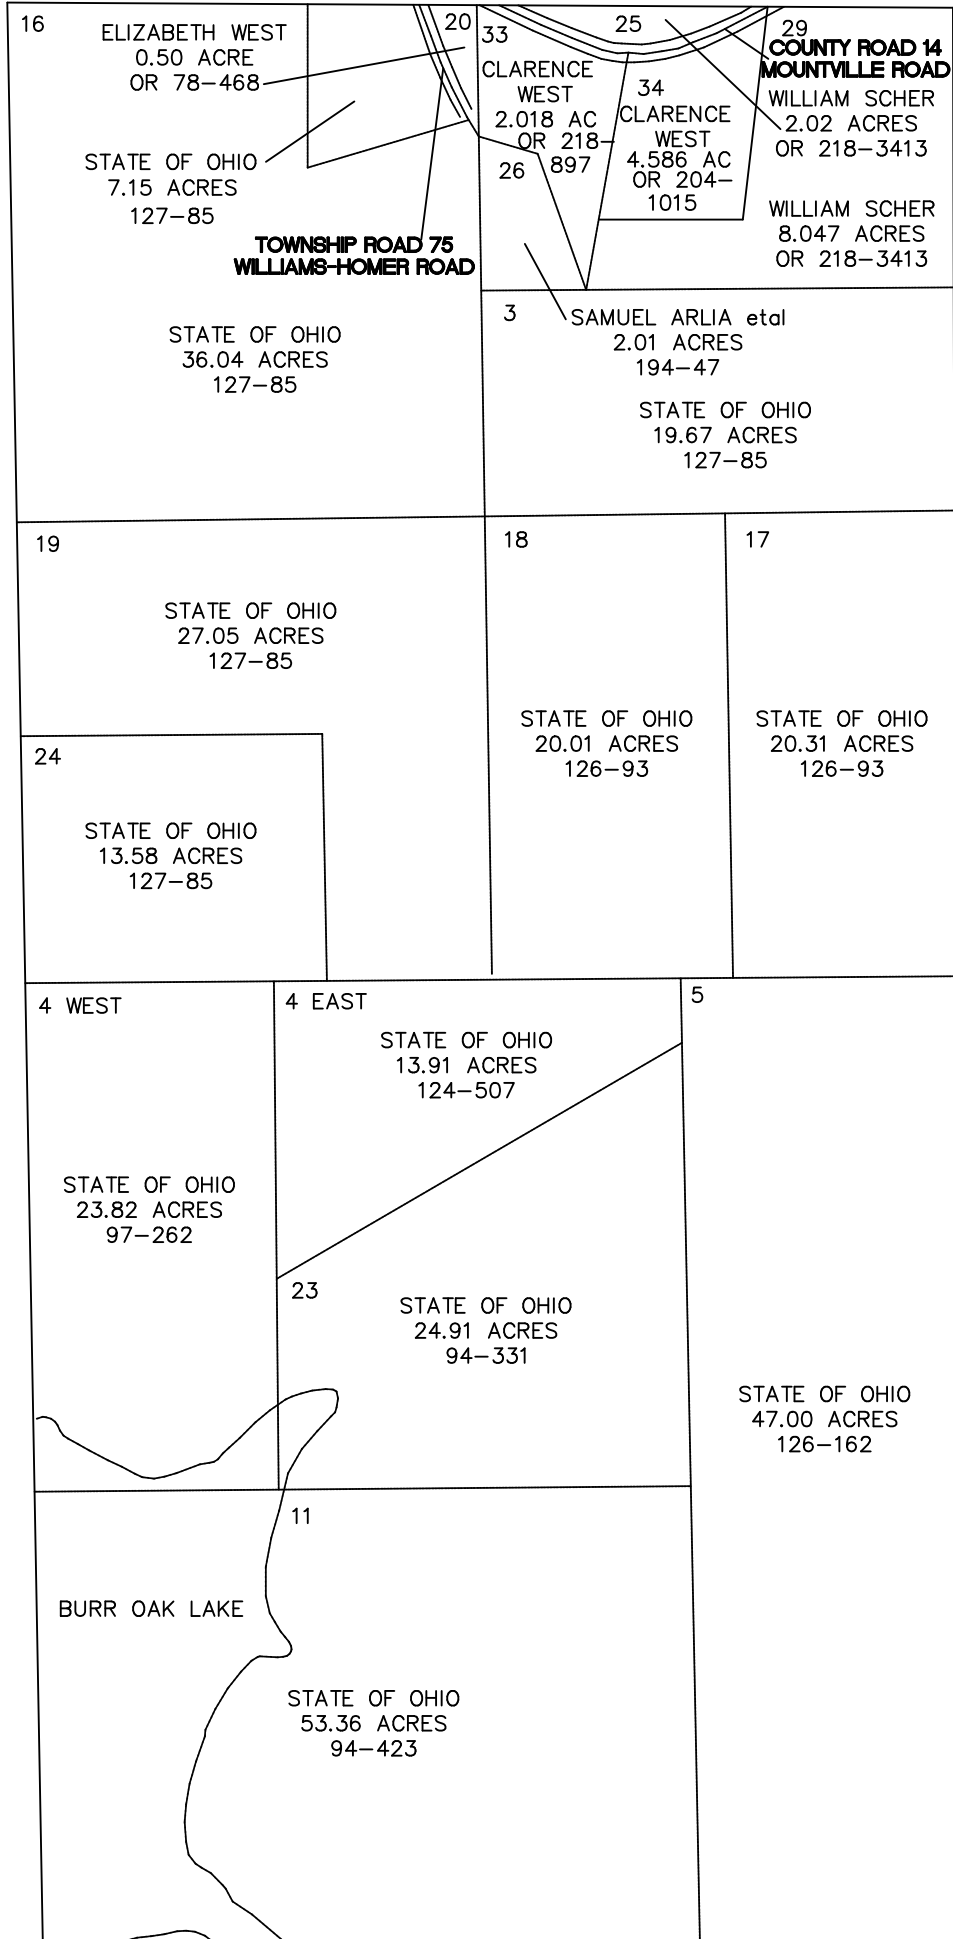 16
ELIZABETH WEST
0.50 ACRE
OR 78-468
20
33
25
29
COUNTY ROAD 14
MOUNTVILLE ROAD
CLARENCE
WEST
2.018 AC
OR 218-
897
34
CLARENCE
WEST
4.586 AC
OR 204-
1015
WILLIAM SCHER
2.02 ACRES
OR 218-3413
STATE OF OHIO
7.15 ACRES
127-85
26
WILLIAM SCHER
8.047 ACRES
OR 218-3413
TOWNSHIP ROAD 75
WILLIAMS-HOMER ROAD
3
SAMUEL ARLIA etal
2.01 ACRES
194-47
STATE OF OHIO
36.04 ACRES
127-85
STATE OF OHIO
19.67 ACRES
127-85
19
STATE OF OHIO
27.05 ACRES
127-85
18
STATE OF OHIO
20.01 ACRES
126-93
17
STATE OF OHIO
20.31 ACRES
126-93
24
STATE OF OHIO
13.58 ACRES
127-85
4 WEST
STATE OF OHIO
23.82 ACRES
97-262
4 EAST
STATE OF OHIO
13.91 ACRES
124-507
5
STATE OF OHIO
47.00 ACRES
126-162
23
STATE OF OHIO
24.91 ACRES
94-331
11
BURR OAK LAKE
STATE OF OHIO
53.36 ACRES
94-423